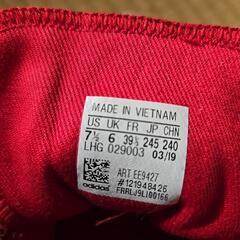 MADE IN VIETNAM
US UK FR JP CHN
7½ 6 39⅓ 245 240
LHG 029003 03/19
ART EE9427
#121948426
adidas FRRLJ9LI00166